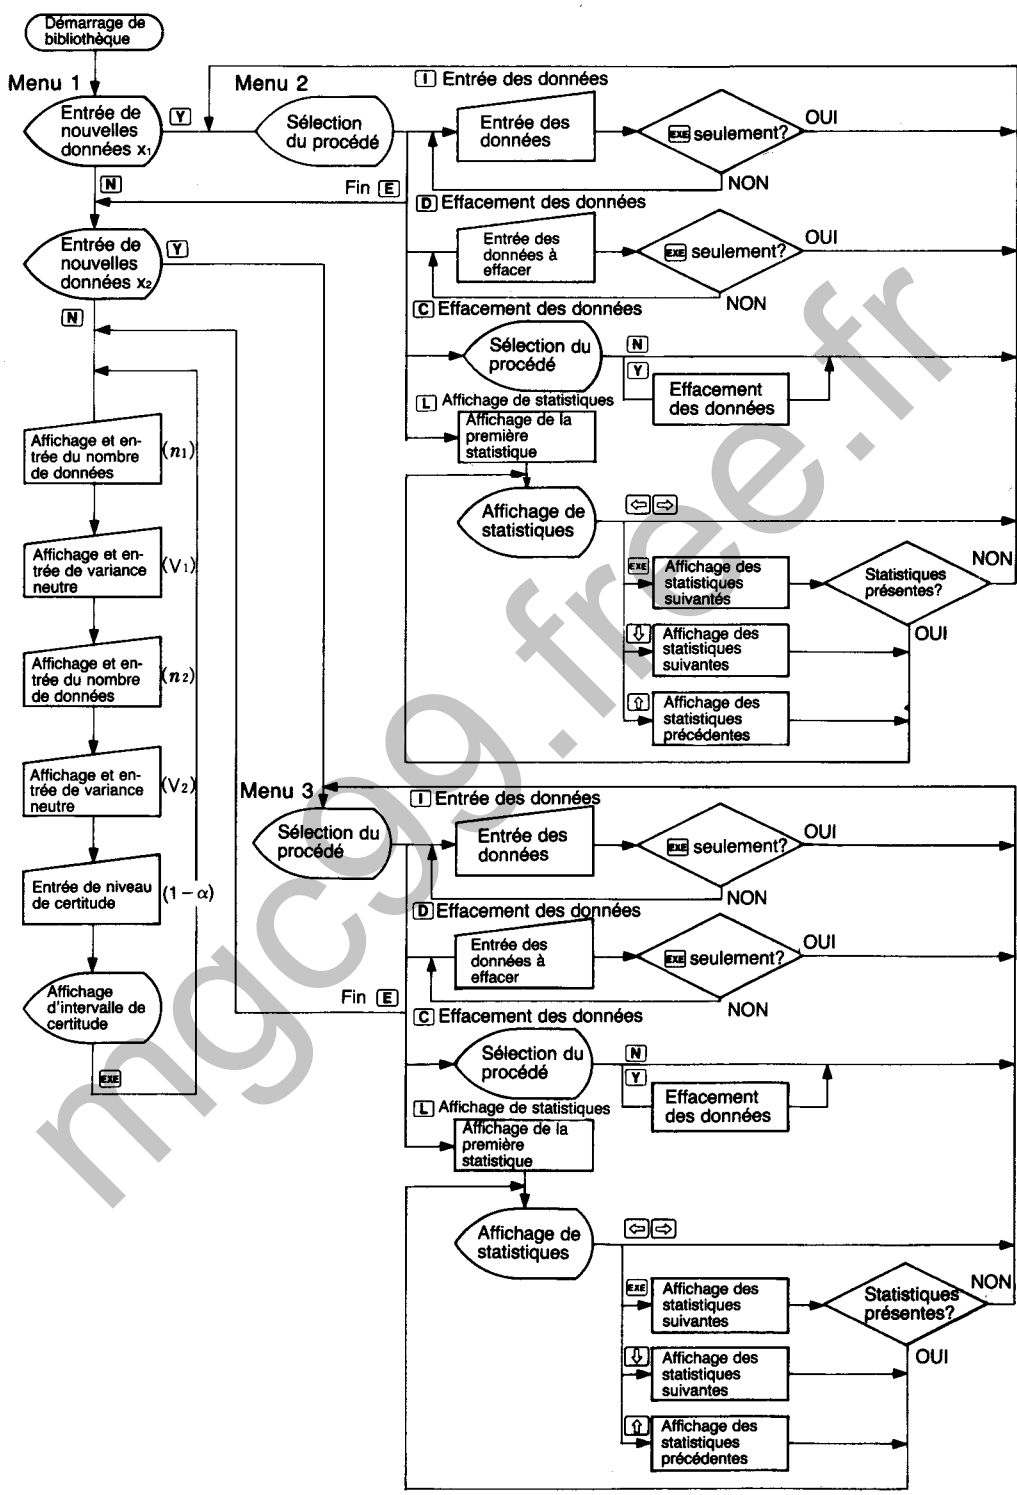 Démarrage de
bibliothèque
Menu 1
Entrée de
nouvelles
données x1
Y
N
Menu 2
Sélection
du procédé
Fin E
I Entrée des données
Entrée des
données
EXE seulement?
OUI
NON
D Effacement des données
Entrée des
données à
effacer
EXE seulement?
OUI
NON
Entrée de
nouvelles
données x2
Y
N
C Effacement des données
Sélection du
procédé
N
Y
Effacement
des données
L Affichage de statistiques
Affichage de la
première
statistique
Affichage de
statistiques
⇦ ⇨
EXE
Affichage des
statistiques
suivantés
Statistiques
présentes?
NON
OUI
⇩
Affichage des
statistiques
suivantes
⇧
Affichage des
statistiques
précédentes
Affichage et en-
trée du nombre
de données
(n1)
Affichage et en-
trée de variance
neutre
(V1)
Affichage et en-
trée du nombre
de données
(n2)
Affichage et en-
trée de variance
neutre
(V2)
Entrée de niveau
de certitude
(1−α)
Affichage
d'intervalle de
certitude
EXE
Menu 3
Sélection du
procédé
Fin E
I Entrée des données
Entrée des
données
EXE seulement?
OUI
NON
D Effacement des données
Entrée des
données à
effacer
EXE seulement?
OUI
NON
C Effacement des données
Sélection du
procédé
N
Y
Effacement
des données
L Affichage de statistiques
Affichage de la
première
statistique
Affichage de
statistiques
⇦ ⇨
EXE
Affichage des
statistiques
suivantes
Statistiques
présentes?
NON
OUI
⇩
Affichage des
statistiques
suivantes
⇧
Affichage des
statistiques
précédentes
mgc99.free.fr